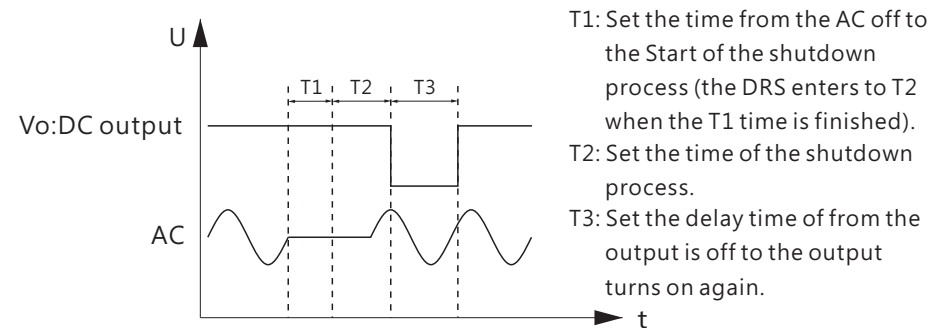 U
T1 T2 T3
Vo:DC output
AC
t
T1: Set the time from the AC off to
the Start of the shutdown
process (the DRS enters to T2
when the T1 time is finished).
T2: Set the time of the shutdown
process.
T3: Set the delay time of from the
output is off to the output
turns on again.